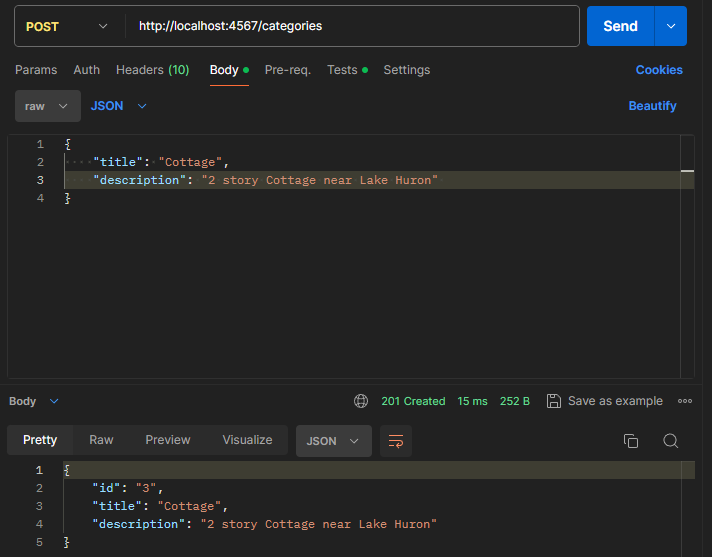 POST http://localhost:4567/categories Send
Params Auth Headers (10) Body Pre-req. Tests Settings Cookies
raw JSON Beautify
1 {
2 "title": "Cottage",
3 "description": "2 story Cottage near Lake Huron"
4 }
Body 201 Created 15 ms 252 B Save as example
Pretty Raw Preview Visualize JSON
1 {
2 "id": "3",
3 "title": "Cottage",
4 "description": "2 story Cottage near Lake Huron"
5 }